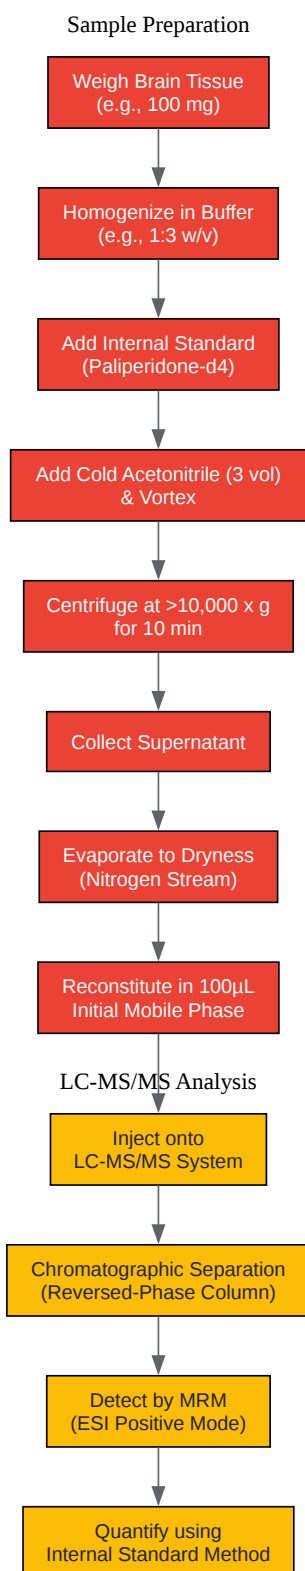 Sample Preparation
Weigh Brain Tissue
(e.g., 100 mg)
Homogenize in Buffer
(e.g., 1:3 w/v)
Add Internal Standard
(Paliperidone-d4)
Add Cold Acetonitrile (3 vol)
& Vortex
Centrifuge at >10,000 x g
for 10 min
Collect Supernatant
Evaporate to Dryness
(Nitrogen Stream)
Reconstitute in 100µL
Initial Mobile Phase
LC-MS/MS Analysis
Inject onto
LC-MS/MS System
Chromatographic Separation
(Reversed-Phase Column)
Detect by MRM
(ESI Positive Mode)
Quantify using
Internal Standard Method